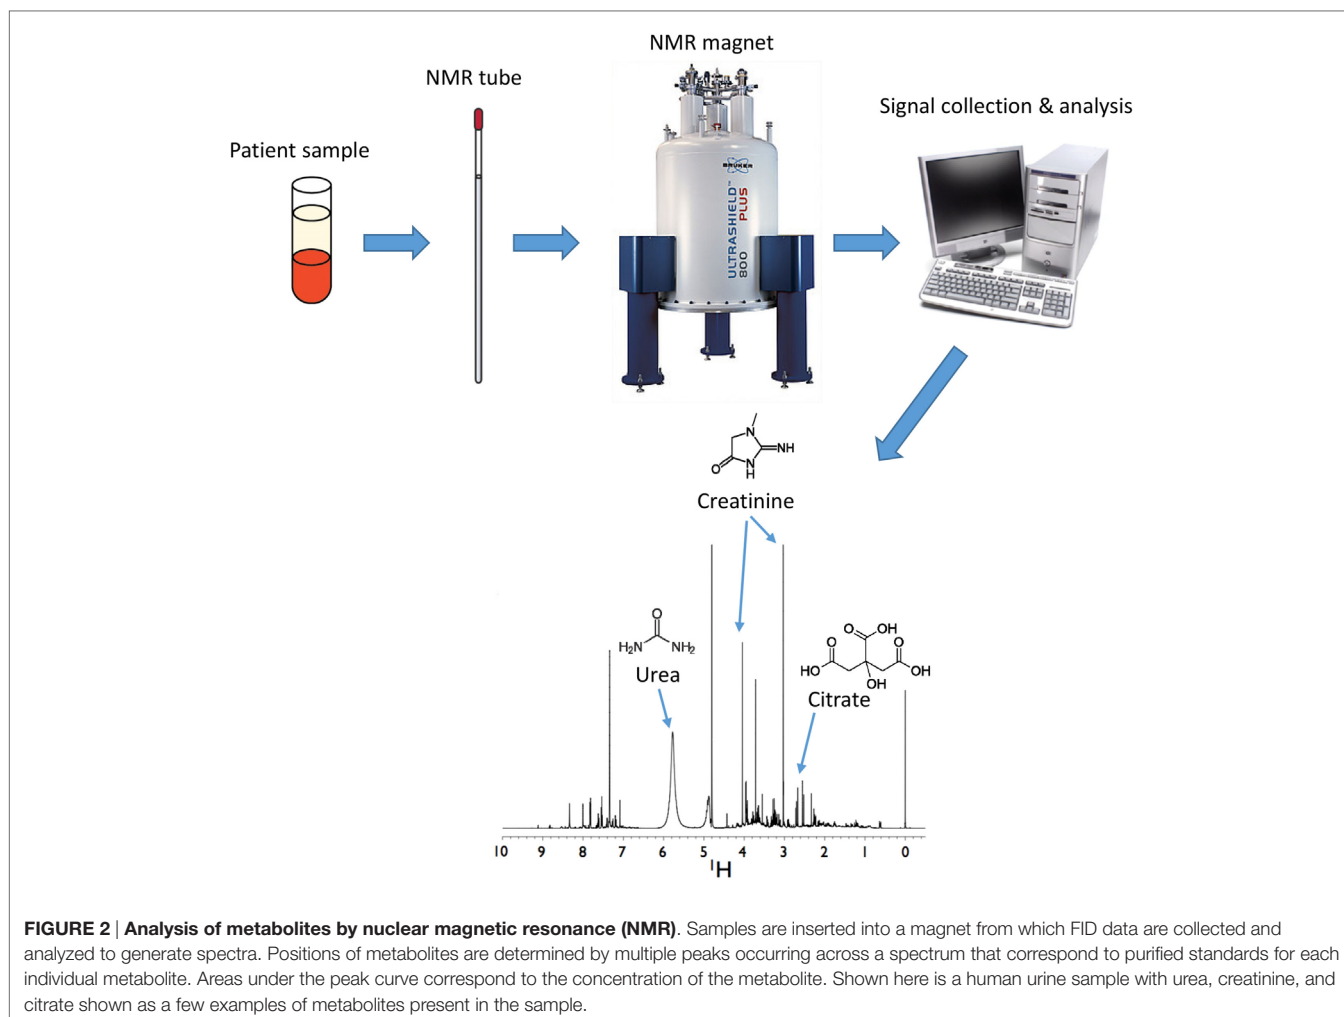 NMR magnet
NMR tube
Signal collection & analysis
Patient sample
BRUKER
ULTRASHIELD™
800 PLUS
N
NH
O
N
H
Creatinine
O
H₂N NH₂
Urea
O OH
O O
HO OH
OH
Citrate
10 9 8 7 6 5 4 3 2 1 0
¹H
FIGURE 2 | Analysis of metabolites by nuclear magnetic resonance (NMR). Samples are inserted into a magnet from which FID data are collected and
analyzed to generate spectra. Positions of metabolites are determined by multiple peaks occurring across a spectrum that correspond to purified standards for each
individual metabolite. Areas under the peak curve correspond to the concentration of the metabolite. Shown here is a human urine sample with urea, creatinine, and
citrate shown as a few examples of metabolites present in the sample.